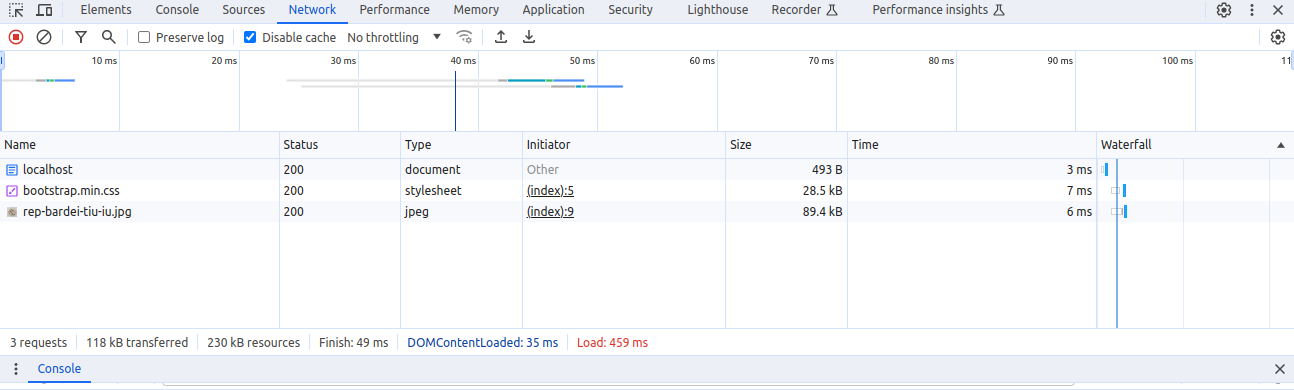 Elements Console Sources Network Performance Memory Application Security Lighthouse Recorder Performance insights
Preserve log Disable cache No throttling
10 ms 20 ms 30 ms 40 ms 50 ms 60 ms 70 ms 80 ms 90 ms 100 ms 11
Name Status Type Initiator Size Time Waterfall
localhost 200 document Other 493 B 3 ms
bootstrap.min.css 200 stylesheet (index):5 28.5 kB 7 ms
rep-bardei-tiu-iu.jpg 200 jpeg (index):9 89.4 kB 6 ms
3 requests 118 kB transferred 230 kB resources Finish: 49 ms DOMContentLoaded: 35 ms Load: 459 ms
Console